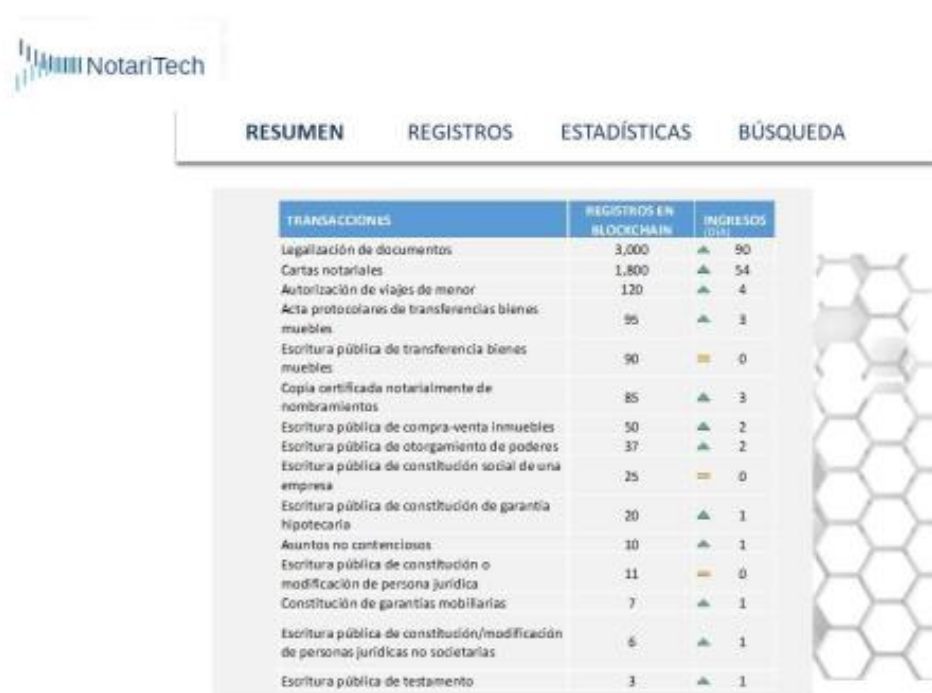 NotariTech
RESUMEN REGISTROS ESTADÍSTICAS BÚSQUEDA
TRANSACCIONES REGISTROS EN BLOCKCHAIN INGRESOS (DÍA)
Legalización de documentos 3,000 90
Cartas notariales 1,800 54
Autorización de viajes de menor 120 4
Acta protocolares de transferencias bienes
muebles 95 3
Escritura pública de transferencia bienes
muebles 90 0
Copia certificada notarialmente de
nombramientos 85 3
Escritura pública de compra-venta inmuebles 50 2
Escritura pública de otorgamiento de poderes 37 2
Escritura pública de constitución social de una
empresa 25 0
Escritura pública de constitución de garantía
hipotecaria 20 1
Asuntos no contenciosos 10 1
Escritura pública de constitución o
modificación de persona jurídica 11 0
Constitución de garantías mobiliarias 7 1
Escritura pública de constitución/modificación
de personas jurídicas no societarias 6 1
Escritura pública de testamento 3 1